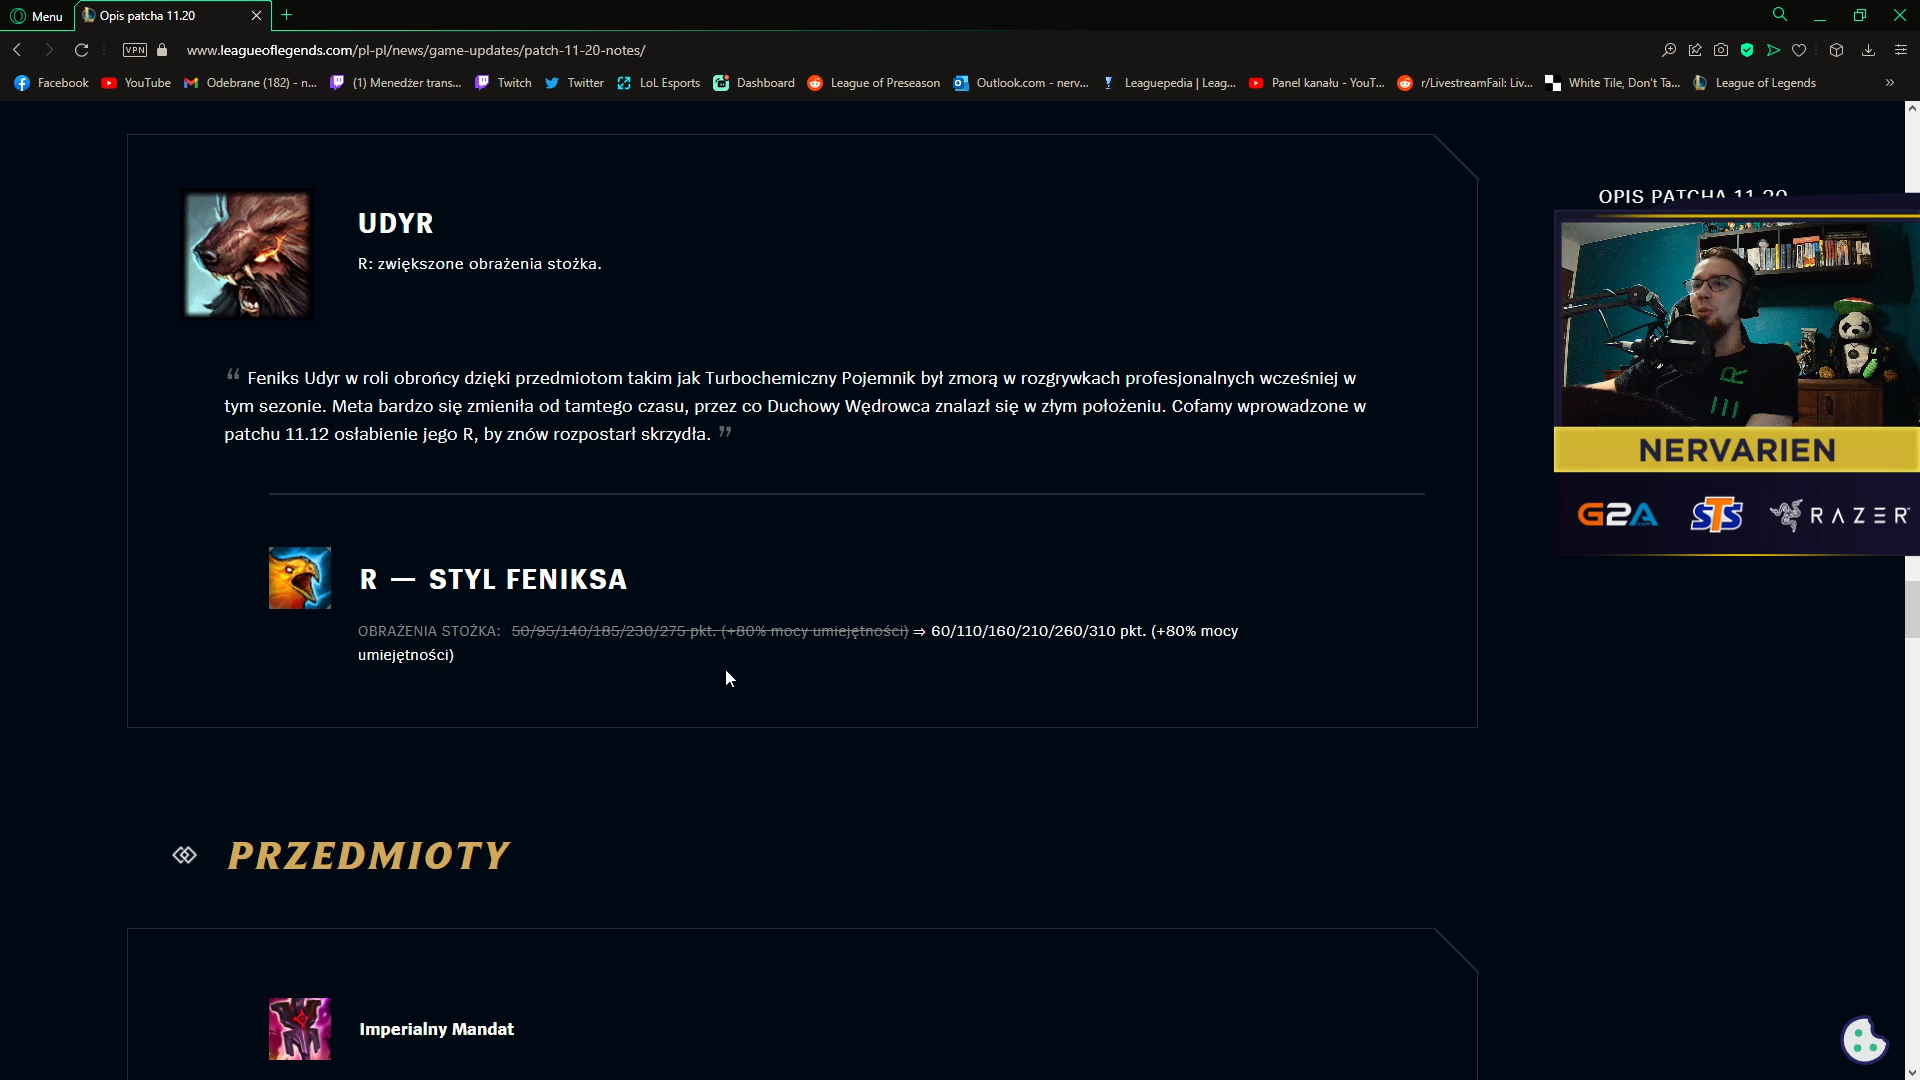 Menu
Opis patcha 11.20
VPN
www.leagueoflegends.com/pl-pl/news/game-updates/patch-11-20-notes/
Facebook
YouTube
Odebrane (182) - n...
(1) Menedżer trans...
Twitch
Twitter
LoL Esports
Dashboard
League of Preseason
Outlook.com - nerv...
Leaguepedia | Leag...
Panel kanału - YouT...
r/LivestreamFail: Liv...
White Tile, Don't Ta...
League of Legends
»
UDYR
R: zwiększone obrażenia stożka.
OPIS PATCHA 11.20
“ Feniks Udyr w roli obrońcy dzięki przedmiotom takim jak Turbochemiczny Pojemnik był zmorą w rozgrywkach profesjonalnych wcześniej w
tym sezonie. Meta bardzo się zmieniła od tamtego czasu, przez co Duchowy Wędrowca znalazł się w złym położeniu. Cofamy wprowadzone w
patchu 11.12 osłabienie jego R, by znów rozpostarł skrzydła. ”
NERVARIEN
G2A
STS
RAZER
R — STYL FENIKSA
OBRAŻENIA STOŻKA: 50/95/140/185/230/275 pkt. (+80% mocy umiejętności) ⇒ 60/110/160/210/260/310 pkt. (+80% mocy
umiejętności)
PRZEDMIOTY
Imperialny Mandat